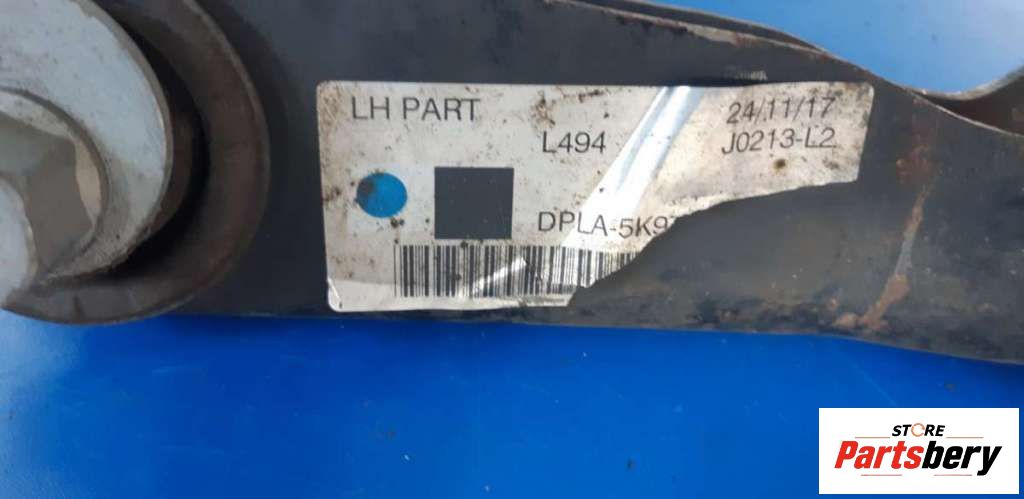 LH PART
24/11/17
L494
J0213-L2
DPLA-5K9
STORE
Partsbery